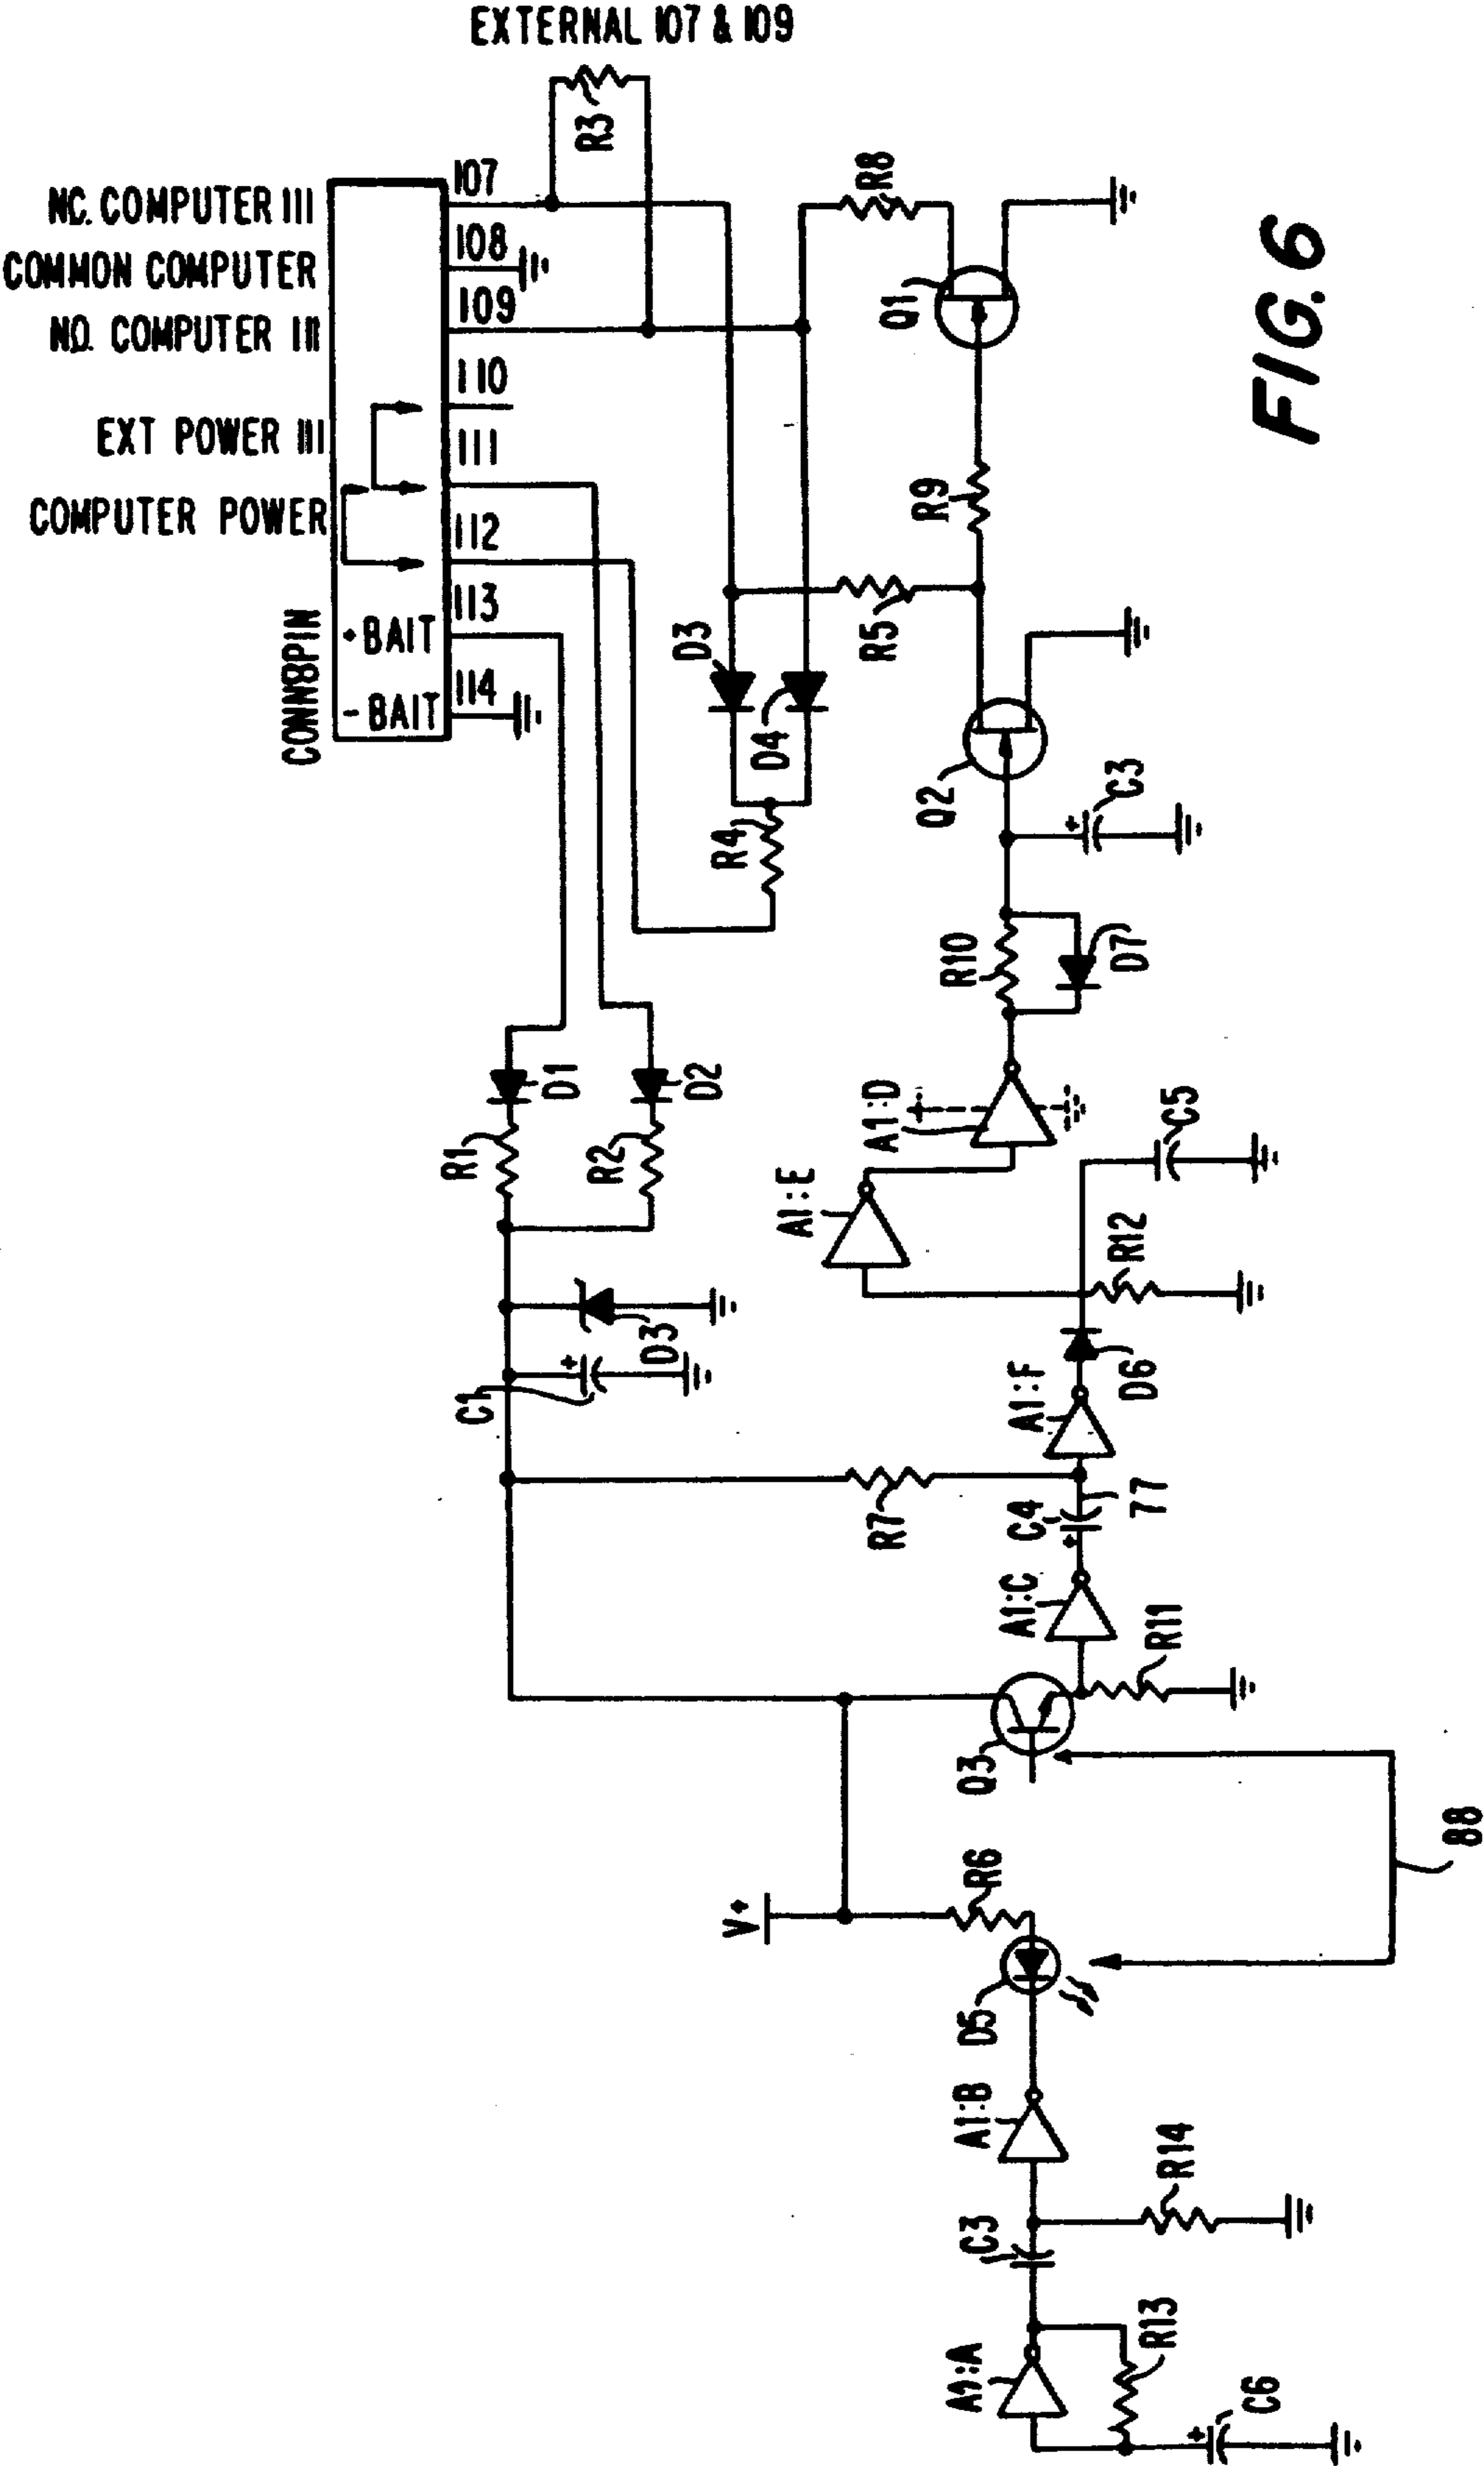 EXTERNAL 107 & 109
R3
NC. COMPUTER 111
107
COMMON COMPUTER
108
NO. COMPUTER 111
109
110
EXT POWER 111
111
COMPUTER POWER
112
CONN8PIN
+BAIT
113
-BAIT
114
R8
Q1
R9
D3
R5
D4
R4
Q2
C3
R10
D7
D1
D2
R1
R2
A1:D
C5
A1:E
R12
D3
C1
A1:F
D6
R7
C4
77
A1:C
R11
Q3
88
V+
R6
D5
A1:B
R14
C3
A1:A
R13
C6
FIG. 6